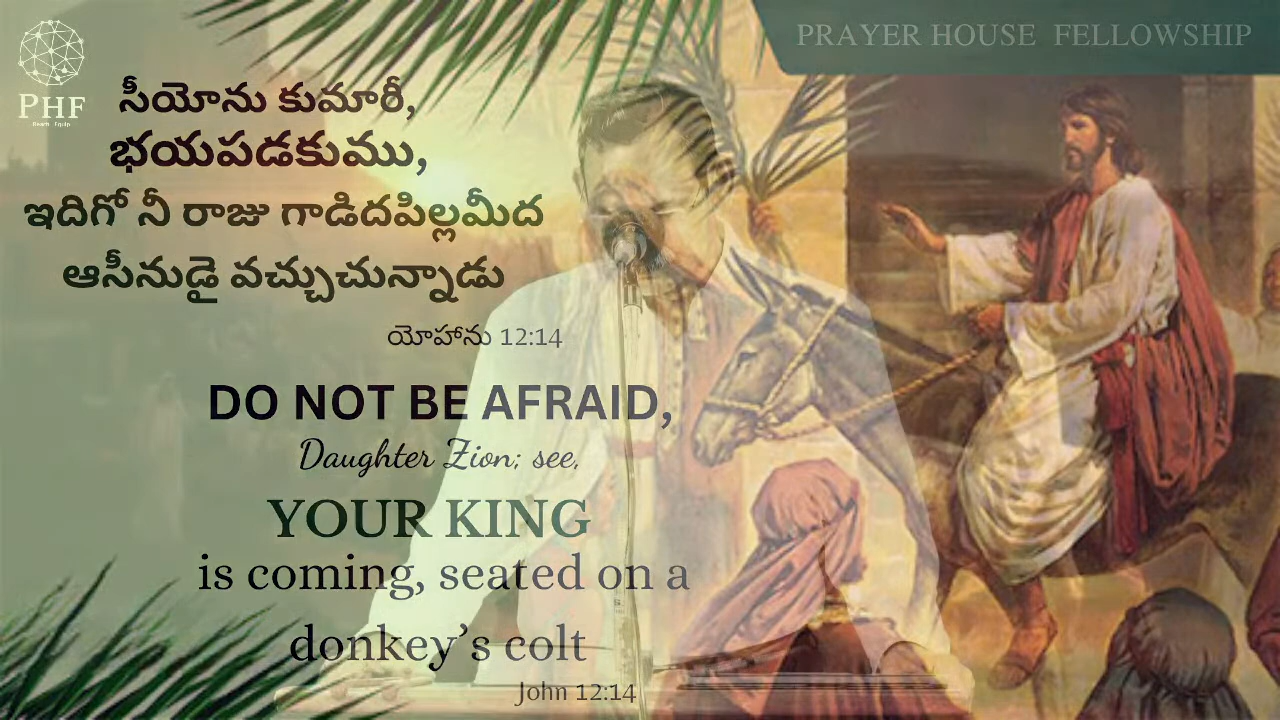 PRAYER HOUSE FELLOWSHIP
PHF
సీయోను కుమారీ,
భయపడకుము,
ఇదిగో నీ రాజు గాడిదపిల్లమీద
ఆసీనుడై వచ్చుచున్నాడు
యోహాను 12:14
DO NOT BE AFRAID,
Daughter Zion; see,
YOUR KING
is coming, seated on a
donkey’s colt
John 12:14